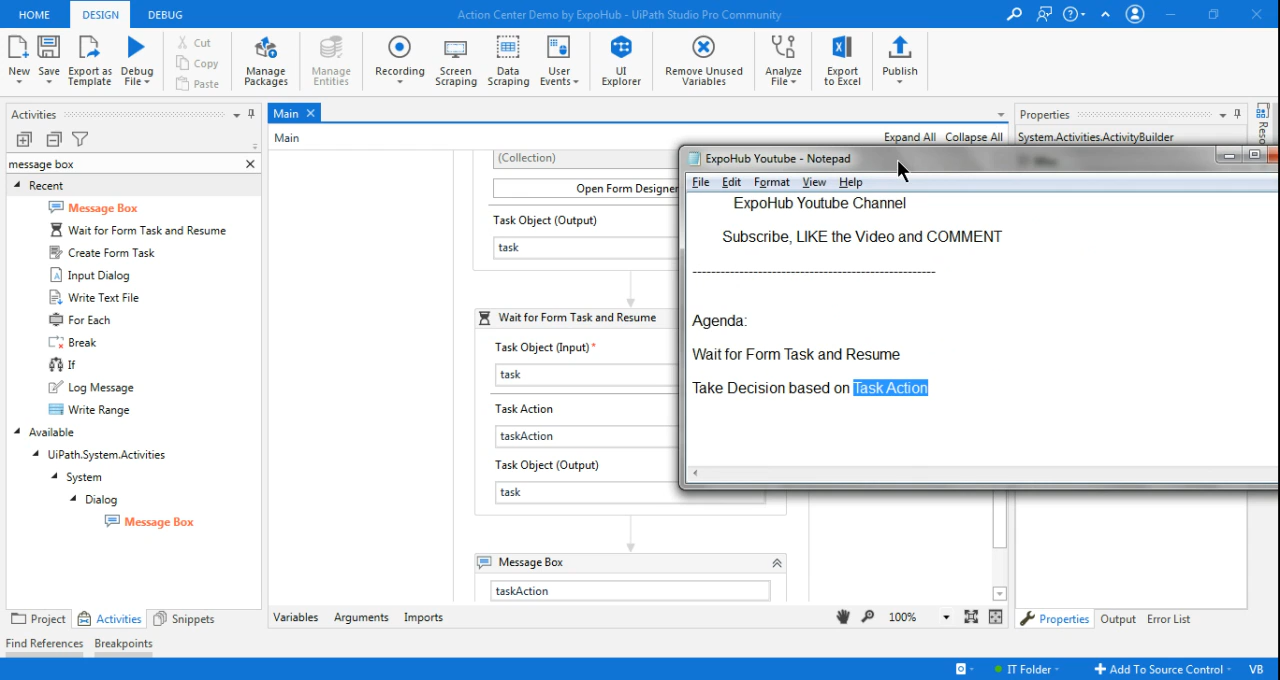 HOME
DESIGN
DEBUG
Action Center Demo by ExpoHub - UiPath Studio Pro Community
New
Save
Export as Template
Debug File
Cut
Copy
Paste
Manage Packages
Manage Entities
Recording
Screen Scraping
Data Scraping
User Events
UI Explorer
Remove Unused Variables
Analyze File
Export to Excel
Publish
Activities
message box
Recent
Message Box
Wait for Form Task and Resume
Create Form Task
Input Dialog
Write Text File
For Each
Break
If
Log Message
Write Range
Available
UiPath.System.Activities
System
Dialog
Message Box
Project
Activities
Snippets
Find References
Breakpoints
Main
Main
Expand All
Collapse All
(Collection)
Open Form Designer
Task Object (Output)
task
Wait for Form Task and Resume
Task Object (Input) *
task
Task Action
taskAction
Task Object (Output)
task
Message Box
taskAction
Variables
Arguments
Imports
100%
Properties
System.Activities.ActivityBuilder
Reso
ExpoHub Youtube - Notepad
File
Edit
Format
View
Help
ExpoHub Youtube Channel
Subscribe, LIKE the Video and COMMENT
-----------------------------------------------------
Agenda:
Wait for Form Task and Resume
Take Decision based on Task Action
Properties
Output
Error List
IT Folder
Add To Source Control
VB